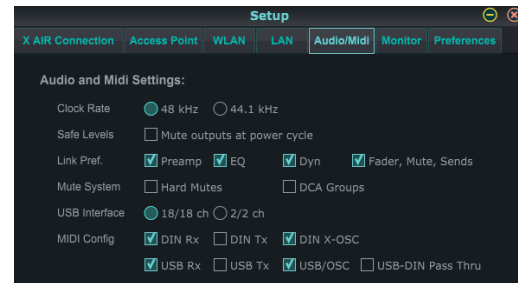 Setup
X AIR Connection Access Point WLAN LAN Audio/Midi Monitor Preferences
Audio and Midi Settings:
Clock Rate 48 kHz 44.1 kHz
Safe Levels Mute outputs at power cycle
Link Pref. Preamp EQ Dyn Fader, Mute, Sends
Mute System Hard Mutes DCA Groups
USB Interface 18/18 ch 2/2 ch
MIDI Config DIN Rx DIN Tx DIN X-OSC
USB Rx USB Tx USB/OSC USB-DIN Pass Thru